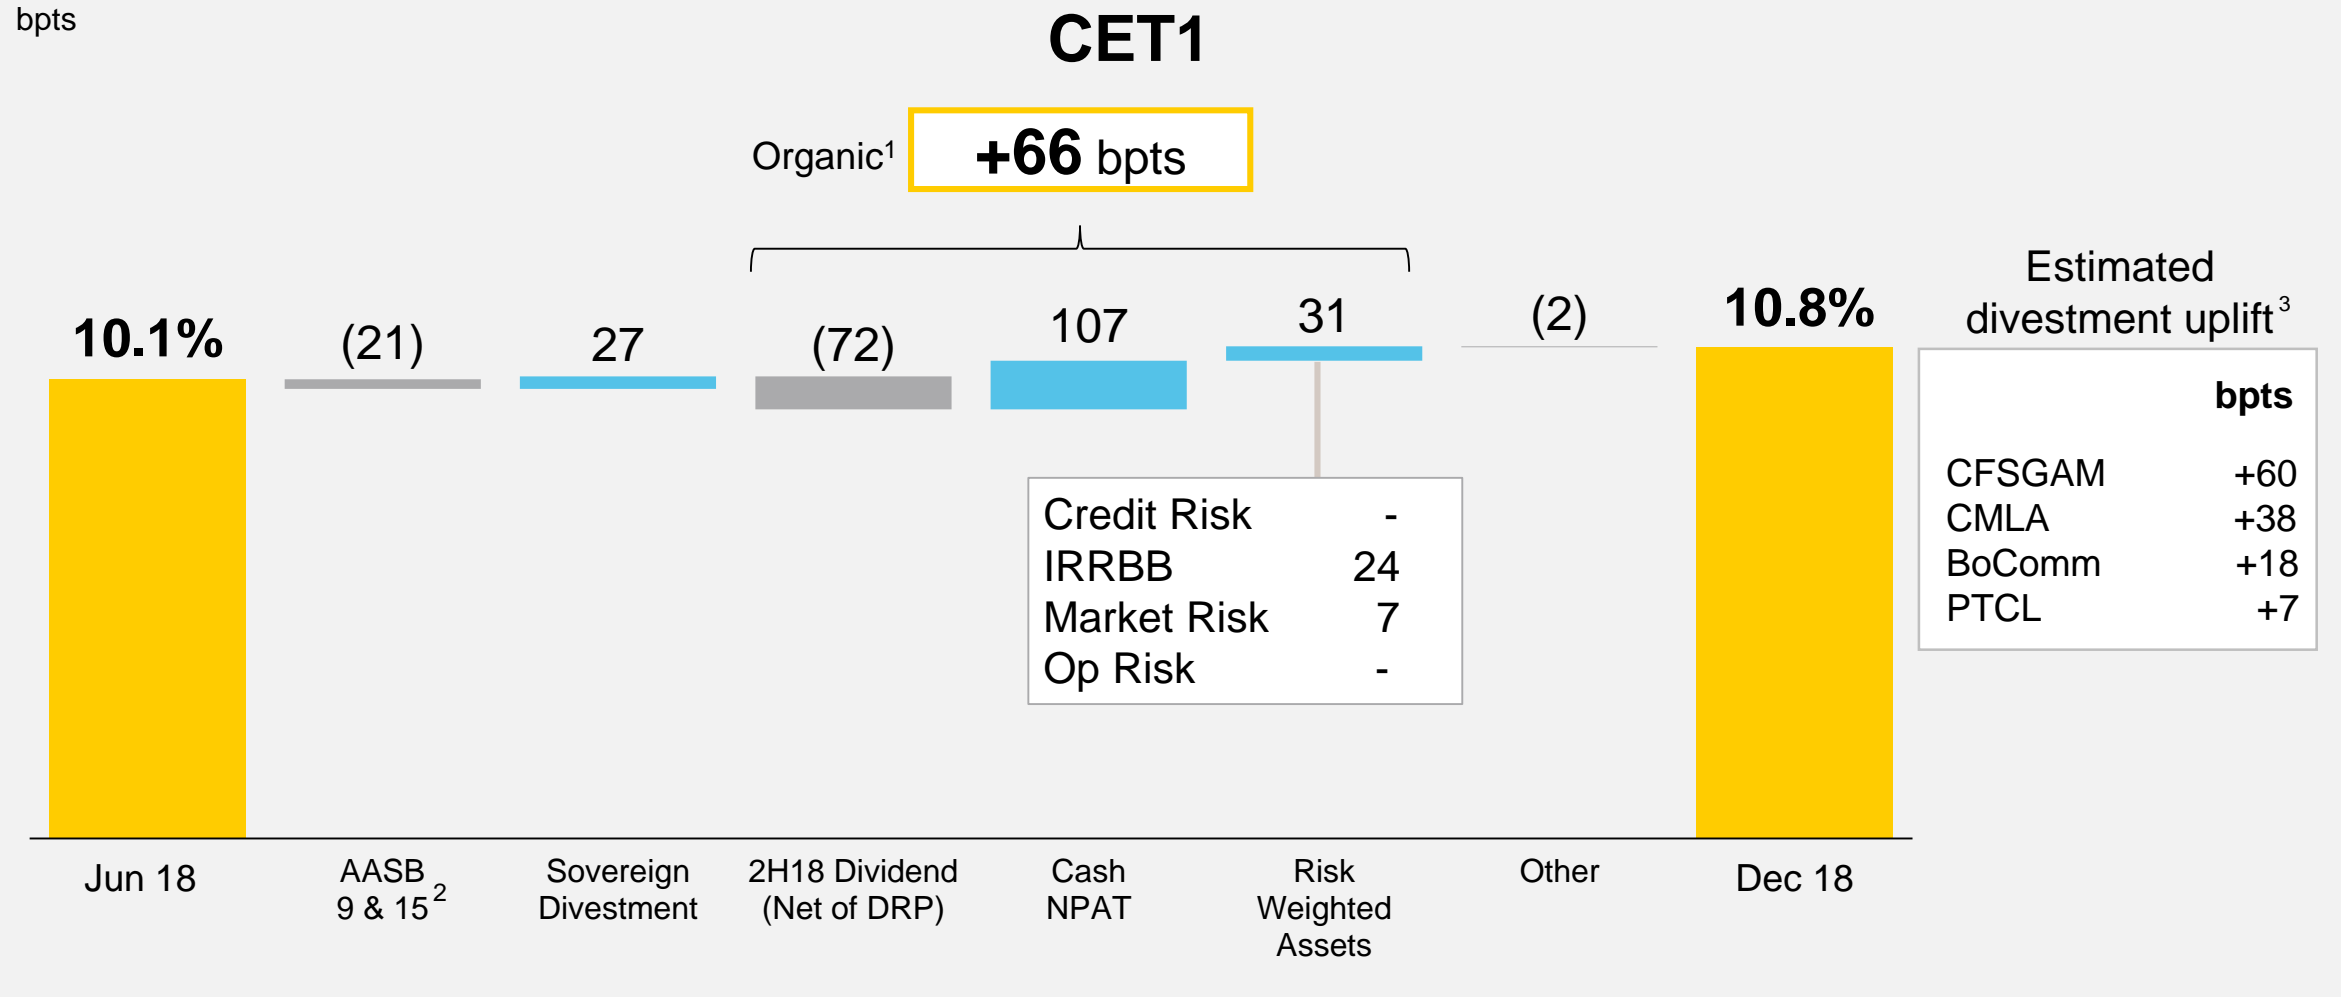 bpts
CET1
Organic¹ +66 bpts
10.1%
(21)
27
(72)
107
31
(2)
10.8%
Estimated
divestment uplift³
bpts
CFSGAM +60
CMLA +38
BoComm +18
PTCL +7
Credit Risk -
IRRBB 24
Market Risk 7
Op Risk -
Jun 18
AASB
9 & 15²
Sovereign
Divestment
2H18 Dividend
(Net of DRP)
Cash
NPAT
Risk
Weighted
Assets
Other
Dec 18